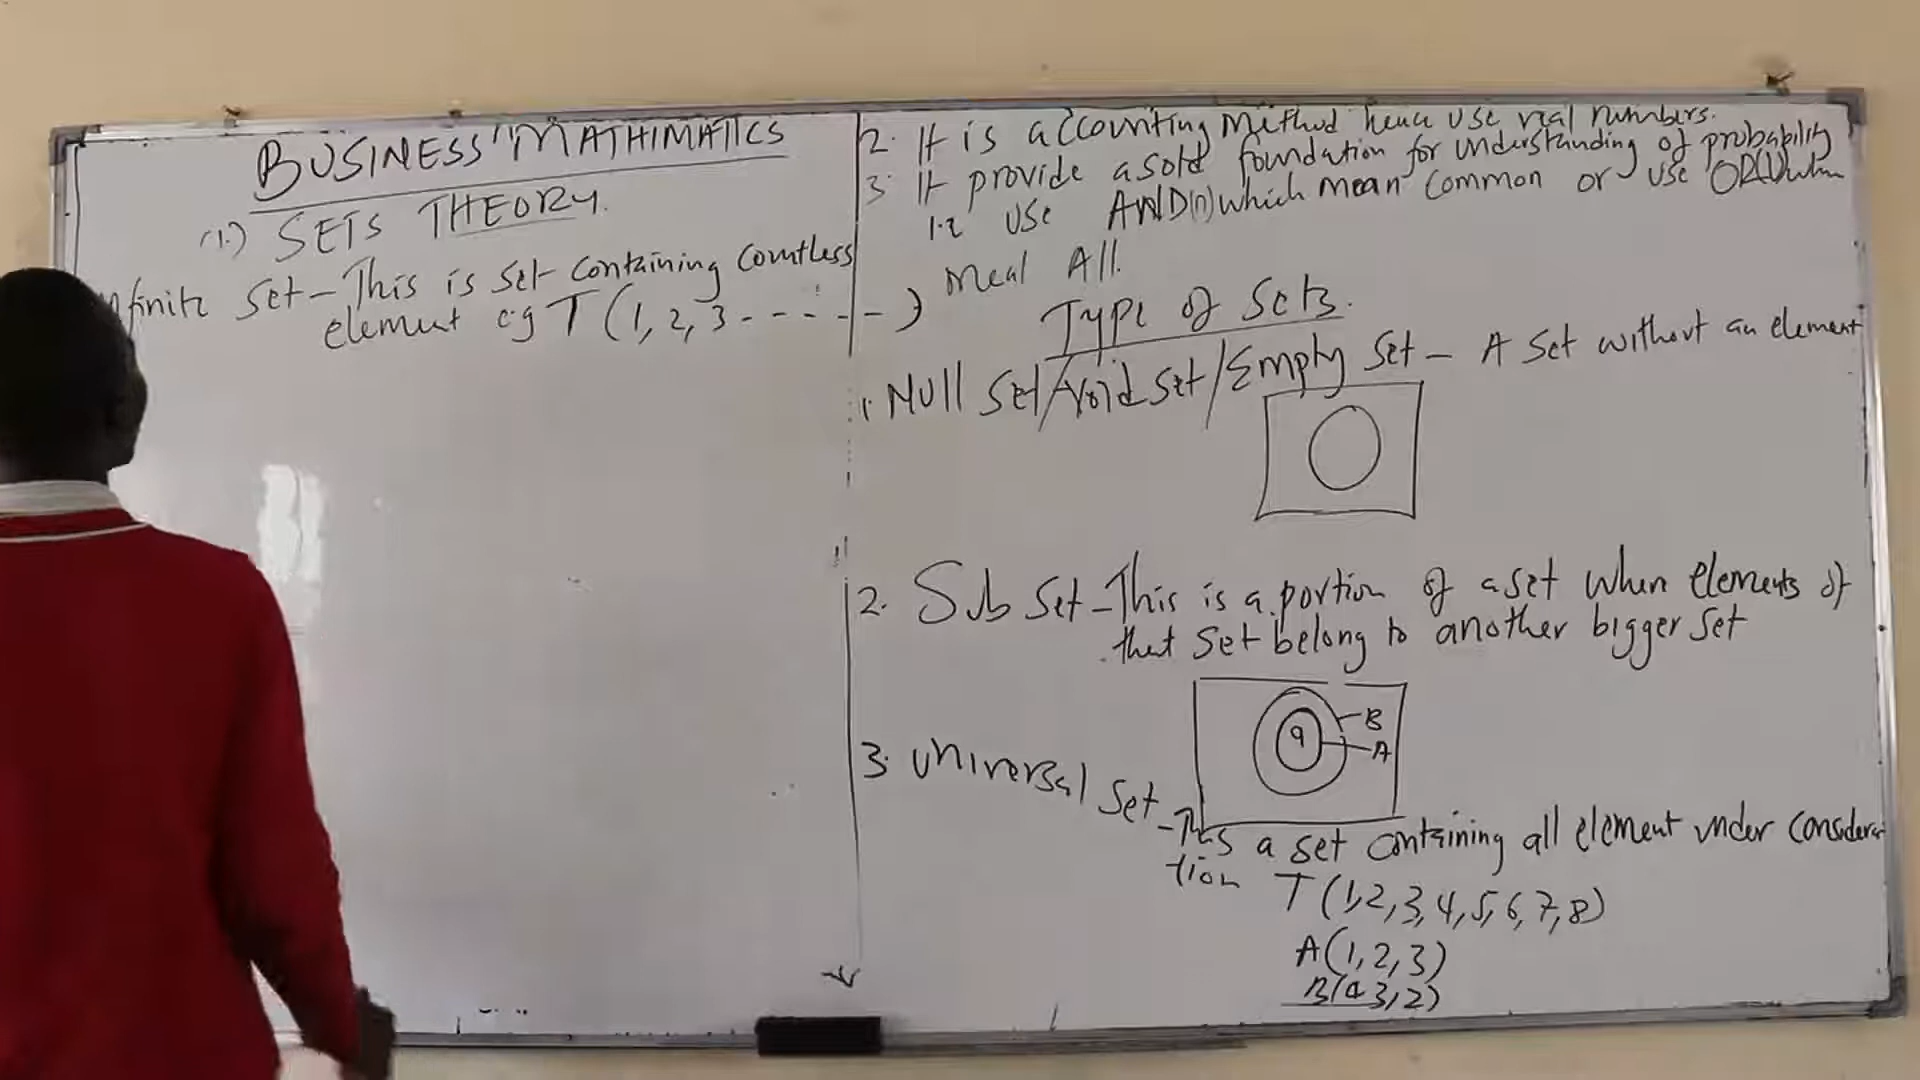 BUSINESS MATHIMATICS
(1.) SETS THEORY.
nfinite Set - This is Set containing Countless
element eg T (1, 2, 3 - - - - - -)
2. It is a Ccounting Method hence use real numbers.
3. It provide a sold foundation for understanding of probability
1.2 Use AND(n) which mean Common or use OR(U) whn
meal All.
Type of Sets.
1. Null Set/Void Set/Empty Set - A Set without an element
2. Sub Set - This is a portion of a set when elements of
that Set belong to another bigger set
B
9
A
3. Universal Set - This a set containing all element under considera
tion T (1,2,3,4,5,6,7,8)
A(1,2,3)
B(4 3,2)